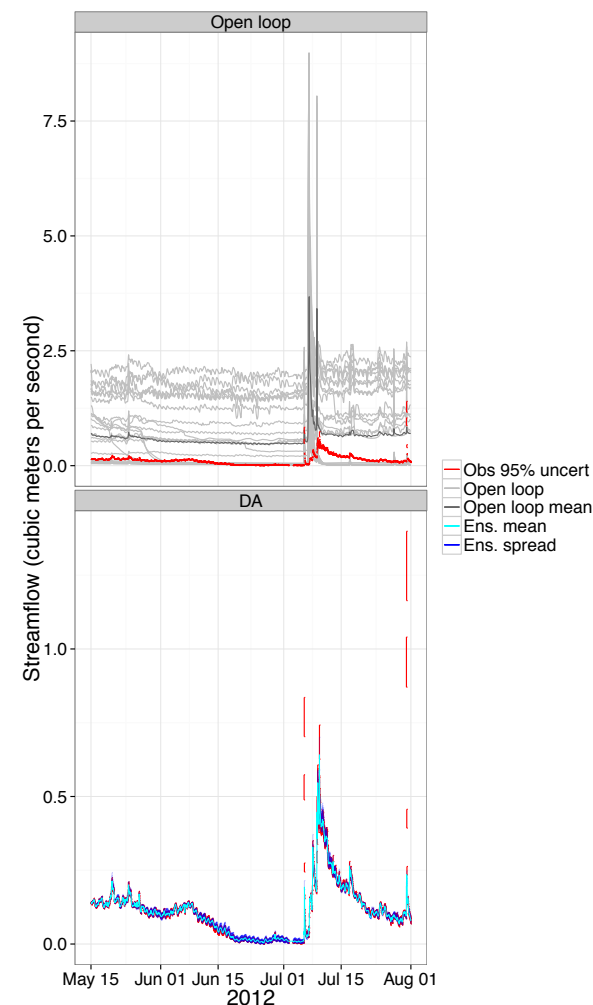 Open loop
7.5
5.0
2.5
0.0
Streamflow (cubic meters per second)
Obs 95% uncert
Open loop
Open loop mean
Ens. mean
Ens. spread
DA
1.0
0.5
0.0
May 15 Jun 01 Jun 15 Jul 01 Jul 15 Aug 01
2012